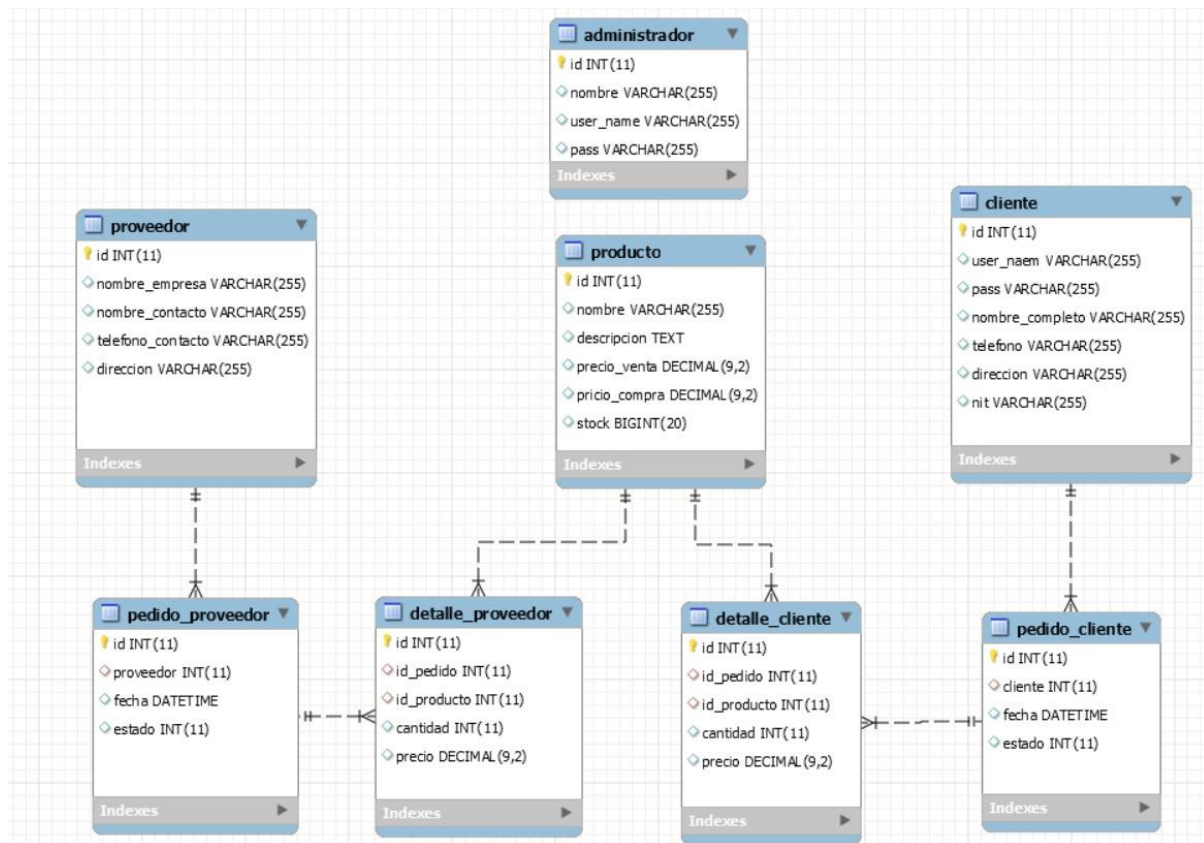 administrador
id INT(11)
nombre VARCHAR(255)
user_name VARCHAR(255)
pass VARCHAR(255)
Indexes
proveedor
id INT(11)
nombre_empresa VARCHAR(255)
nombre_contacto VARCHAR(255)
telefono_contacto VARCHAR(255)
direccion VARCHAR(255)
Indexes
producto
id INT(11)
nombre VARCHAR(255)
descripcion TEXT
precio_venta DECIMAL(9,2)
pricio_compra DECIMAL(9,2)
stock BIGINT(20)
Indexes
cliente
id INT(11)
user_naem VARCHAR(255)
pass VARCHAR(255)
nombre_completo VARCHAR(255)
telefono VARCHAR(255)
direccion VARCHAR(255)
nit VARCHAR(255)
Indexes
pedido_proveedor
id INT(11)
proveedor INT(11)
fecha DATETIME
estado INT(11)
Indexes
detalle_proveedor
id INT(11)
id_pedido INT(11)
id_producto INT(11)
cantidad INT(11)
precio DECIMAL(9,2)
Indexes
detalle_cliente
id INT(11)
id_pedido INT(11)
id_producto INT(11)
cantidad INT(11)
precio DECIMAL(9,2)
Indexes
pedido_cliente
id INT(11)
cliente INT(11)
fecha DATETIME
estado INT(11)
Indexes